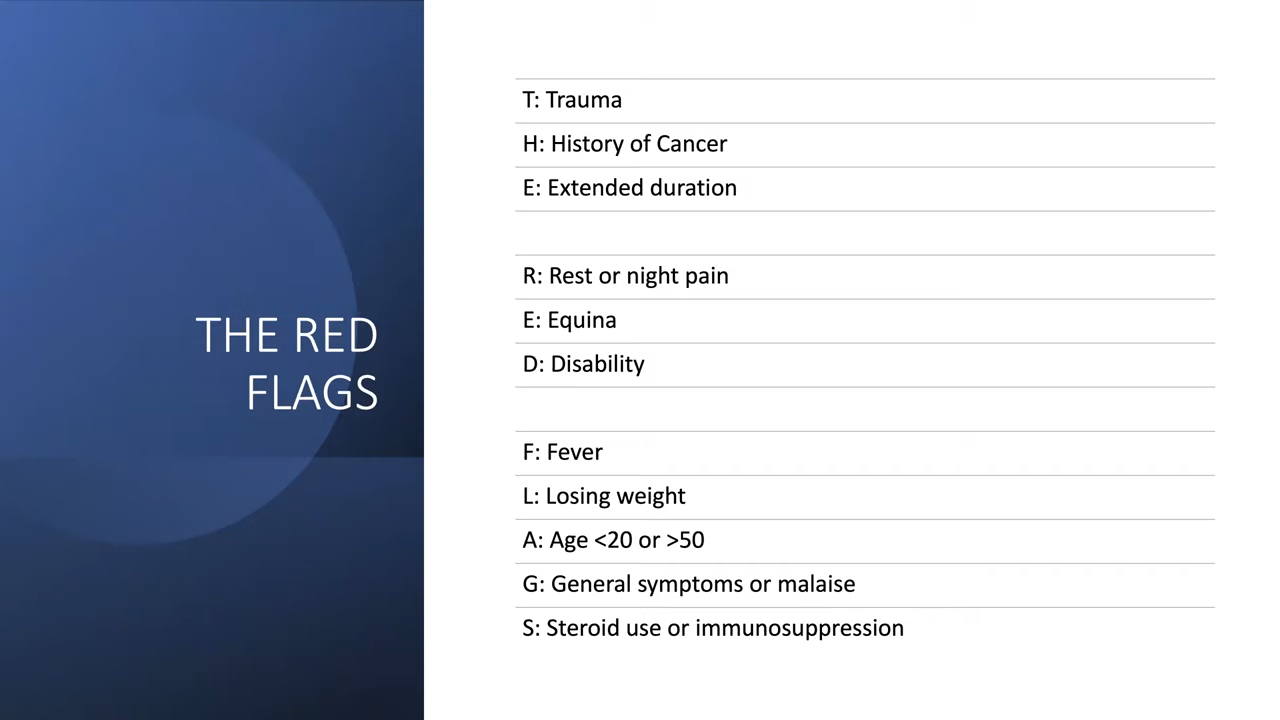 THE RED
FLAGS
T: Trauma
H: History of Cancer
E: Extended duration
R: Rest or night pain
E: Equina
D: Disability
F: Fever
L: Losing weight
A: Age <20 or >50
G: General symptoms or malaise
S: Steroid use or immunosuppression